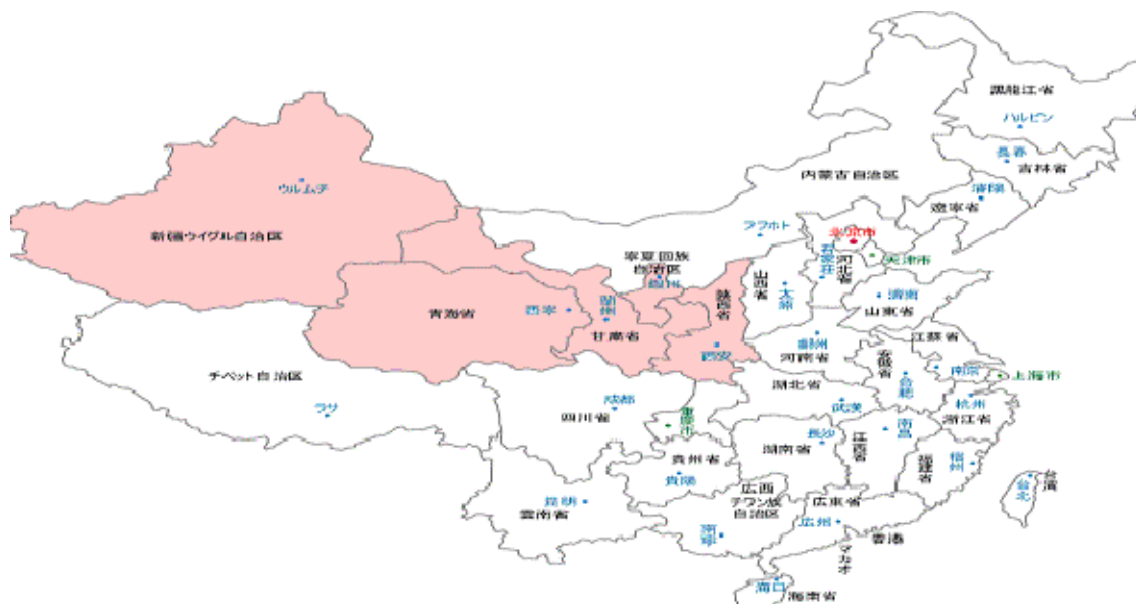 黒龍江省
ハルビン
長春
吉林省
内蒙古自治区
瀋陽
遼寧省
ウルムチ
新疆ウイグル自治区
フフホト
北京市
天津市
石家荘
河北省
寧夏回族
自治区
銀川
山西省
太原
済南
山東省
陝西省
西安
青海省
西寧
蘭州
甘粛省
鄭州
河南省
江蘇省
安徽省
合肥
南京
上海市
チベット自治区
ラサ
成都
四川省
重慶市
湖北省
武漢
杭州
浙江省
長沙
湖南省
江西省
南昌
福建省
福州
貴州省
貴陽
台湾
台北
昆明
雲南省
広西
チワン族
自治区
南寧
広東省
広州
香港
マカオ
海口
海南省